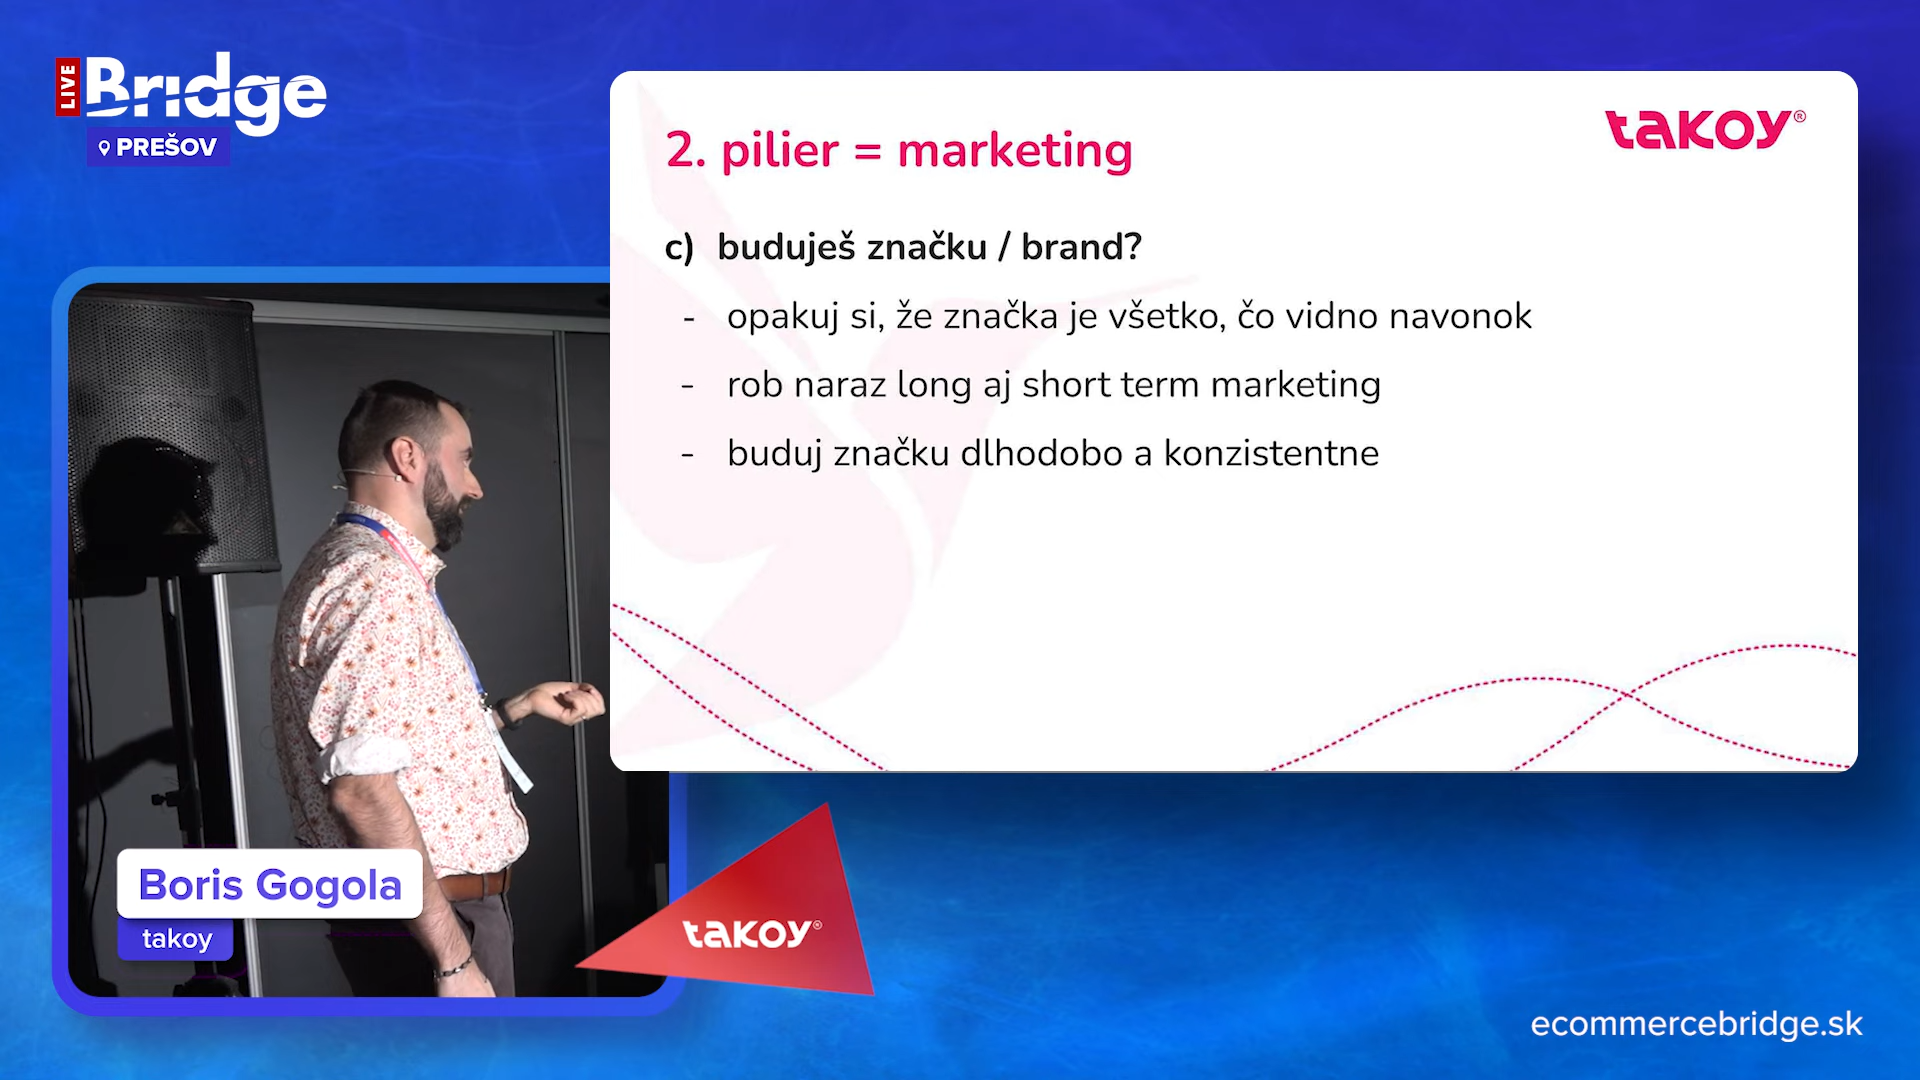 LIVE
Bridge
PREŠOV
takoy®
2. pilier = marketing
c) buduješ značku / brand?
- opakuj si, že značka je všetko, čo vidno navonok
- rob naraz long aj short term marketing
- buduj značku dlhodobo a konzistentne
Boris Gogola
takoy
takoy®
ecommercebridge.sk